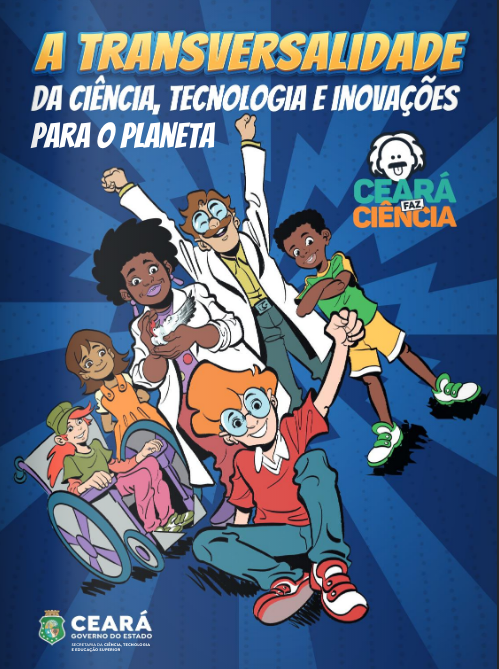 A TRANSVERSALIDADE
DA CIÊNCIA, TECNOLOGIA E INOVAÇÕES
PARA O PLANETA
CEARÁ
FAZ
CIÊNCIA
CEARÁ
GOVERNO DO ESTADO
SECRETARIA DA CIÊNCIA, TECNOLOGIA
E EDUCAÇÃO SUPERIOR